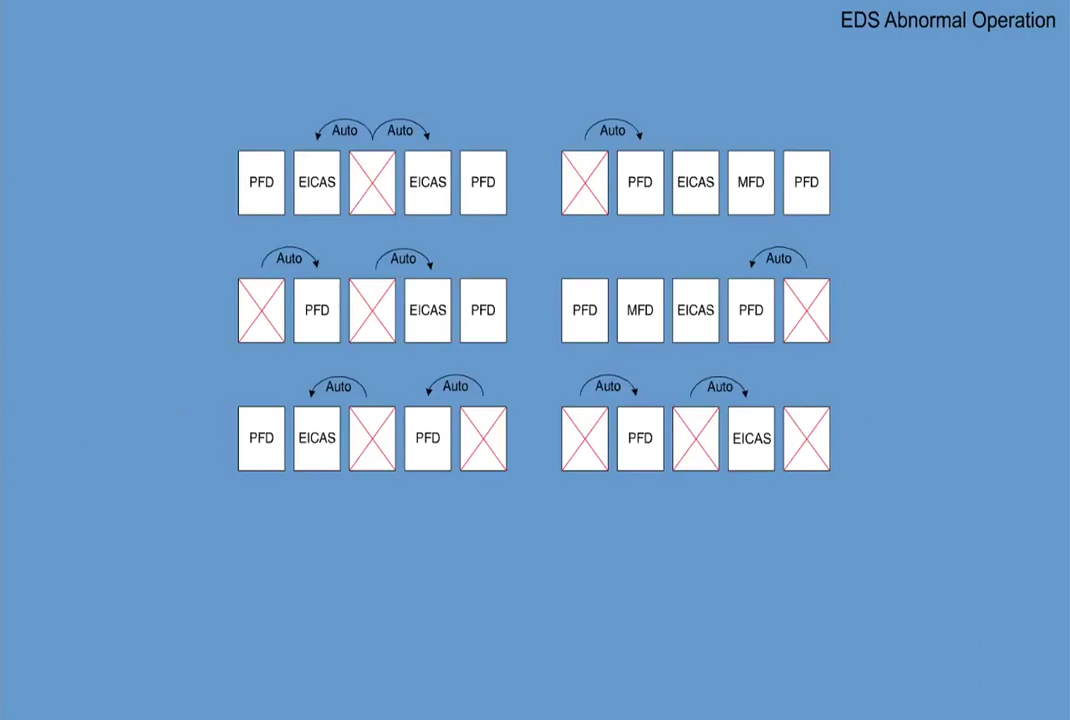 EDS Abnormal Operation
Auto Auto
PFD EICAS EICAS PFD
Auto
PFD EICAS MFD PFD
Auto Auto
PFD EICAS PFD
Auto
PFD MFD EICAS PFD
Auto Auto
PFD EICAS PFD
Auto Auto
PFD EICAS